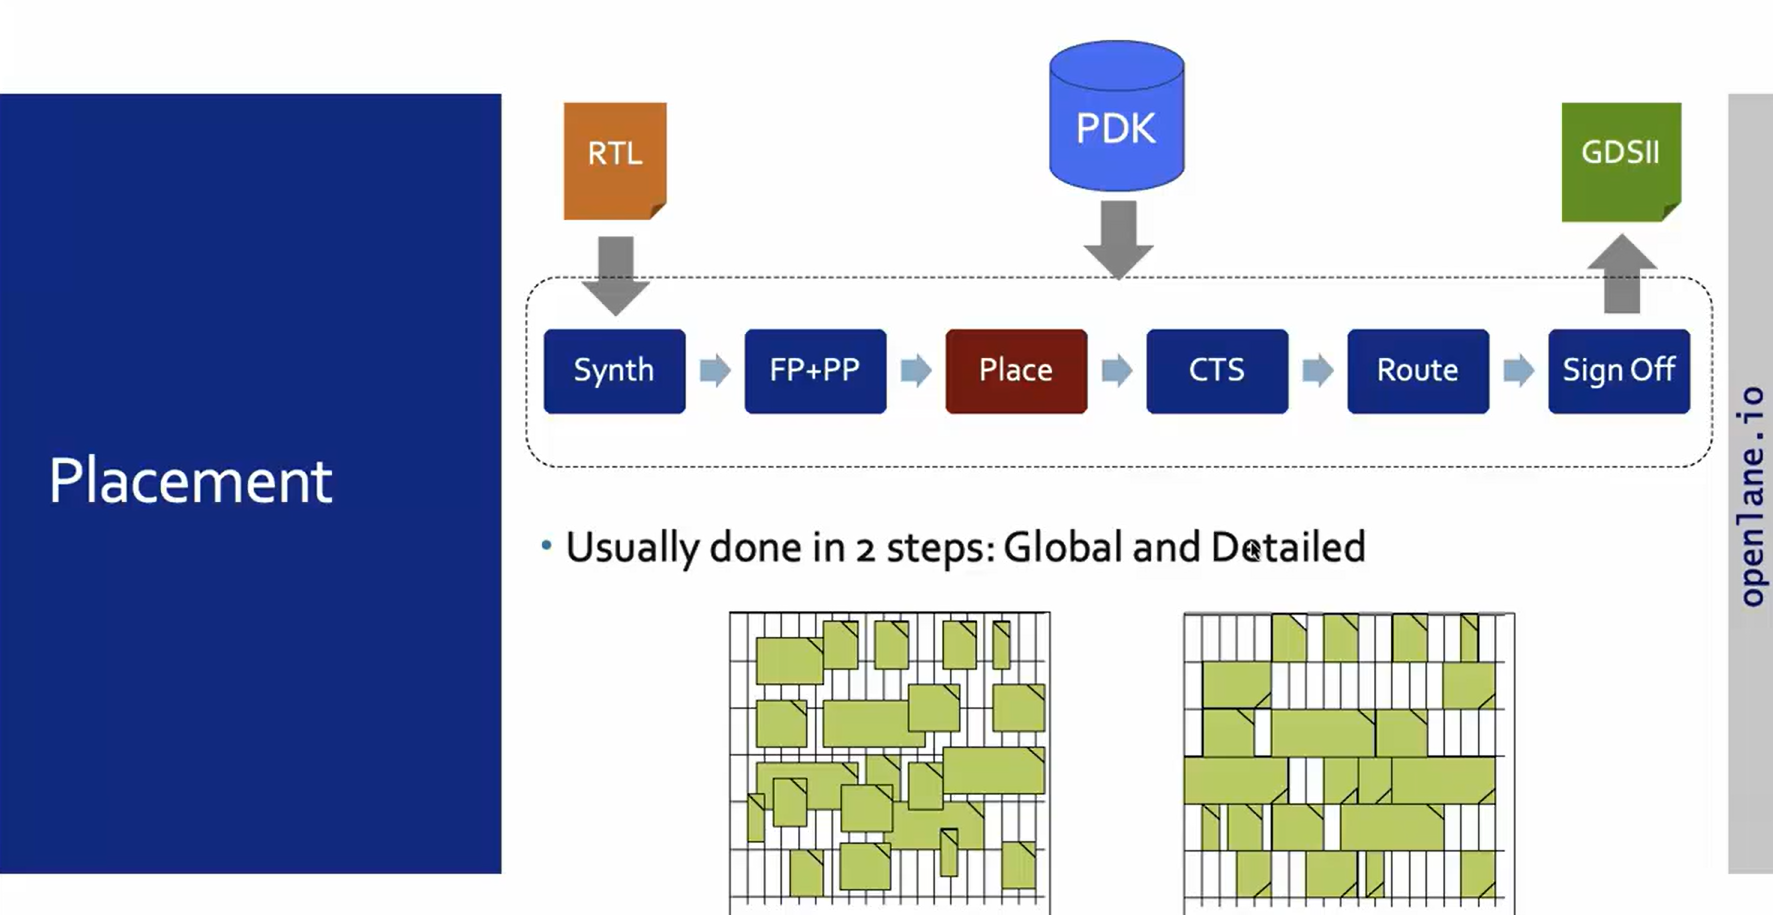 Placement
RTL
PDK
GDSII
Synth
FP+PP
Place
CTS
Route
Sign Off
• Usually done in 2 steps: Global and Detailed
openlane.io